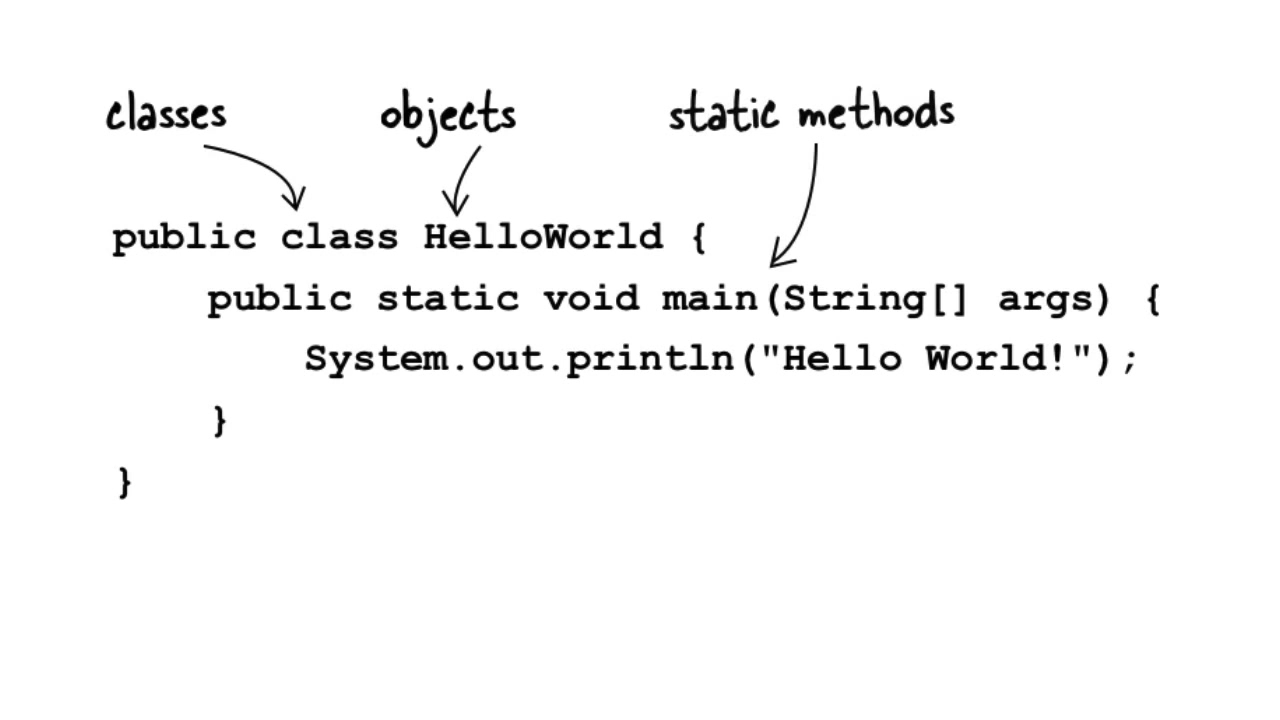 classes objects static methods
public class HelloWorld {
public static void main(String[] args) {
System.out.println("Hello World!");
}
}